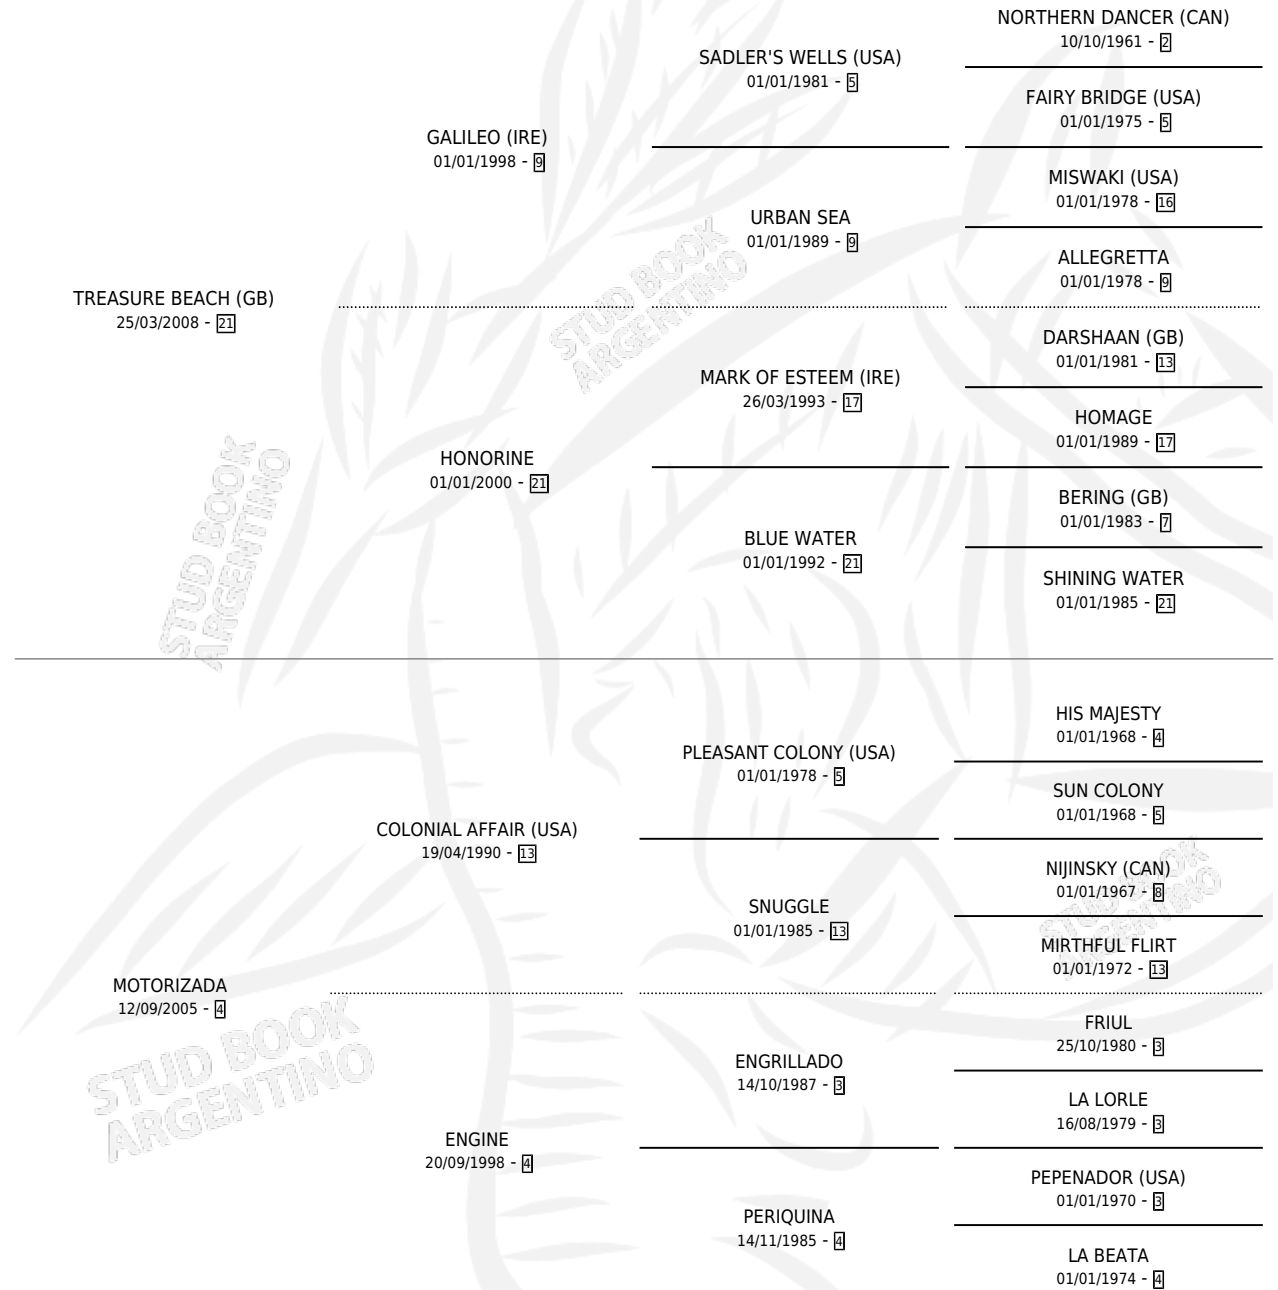 NORTHERN DANCER (CAN)
10/10/1961 - 2
SADLER'S WELLS (USA)
01/01/1981 - 5
FAIRY BRIDGE (USA)
01/01/1975 - 5
GALILEO (IRE)
01/01/1998 - 9
MISWAKI (USA)
01/01/1978 - 16
URBAN SEA
01/01/1989 - 9
ALLEGRETTA
01/01/1978 - 9
STUD BOOK
ARGENTINO
TREASURE BEACH (GB)
25/03/2008 - 21
DARSHAAN (GB)
01/01/1981 - 13
MARK OF ESTEEM (IRE)
26/03/1993 - 17
HOMAGE
01/01/1989 - 17
HONORINE
01/01/2000 - 21
BERING (GB)
01/01/1983 - 7
BLUE WATER
01/01/1992 - 21
SHINING WATER
01/01/1985 - 21
STUD BOOK
ARGENTINO
HIS MAJESTY
01/01/1968 - 4
PLEASANT COLONY (USA)
01/01/1978 - 5
SUN COLONY
01/01/1968 - 5
COLONIAL AFFAIR (USA)
19/04/1990 - 13
NIJINSKY (CAN)
01/01/1967 - 8
SNUGGLE
01/01/1985 - 13
MIRTHFUL FLIRT
01/01/1972 - 13
STUD BOOK
ARGENTINO
MOTORIZADA
12/09/2005 - 4
FRIUL
25/10/1980 - 3
ENGRILLADO
14/10/1987 - 3
LA LORLE
16/08/1979 - 3
STUD BOOK
ARGENTINO
ENGINE
20/09/1998 - 4
PEPENADOR (USA)
01/01/1970 - 3
PERIQUINA
14/11/1985 - 4
LA BEATA
01/01/1974 - 4